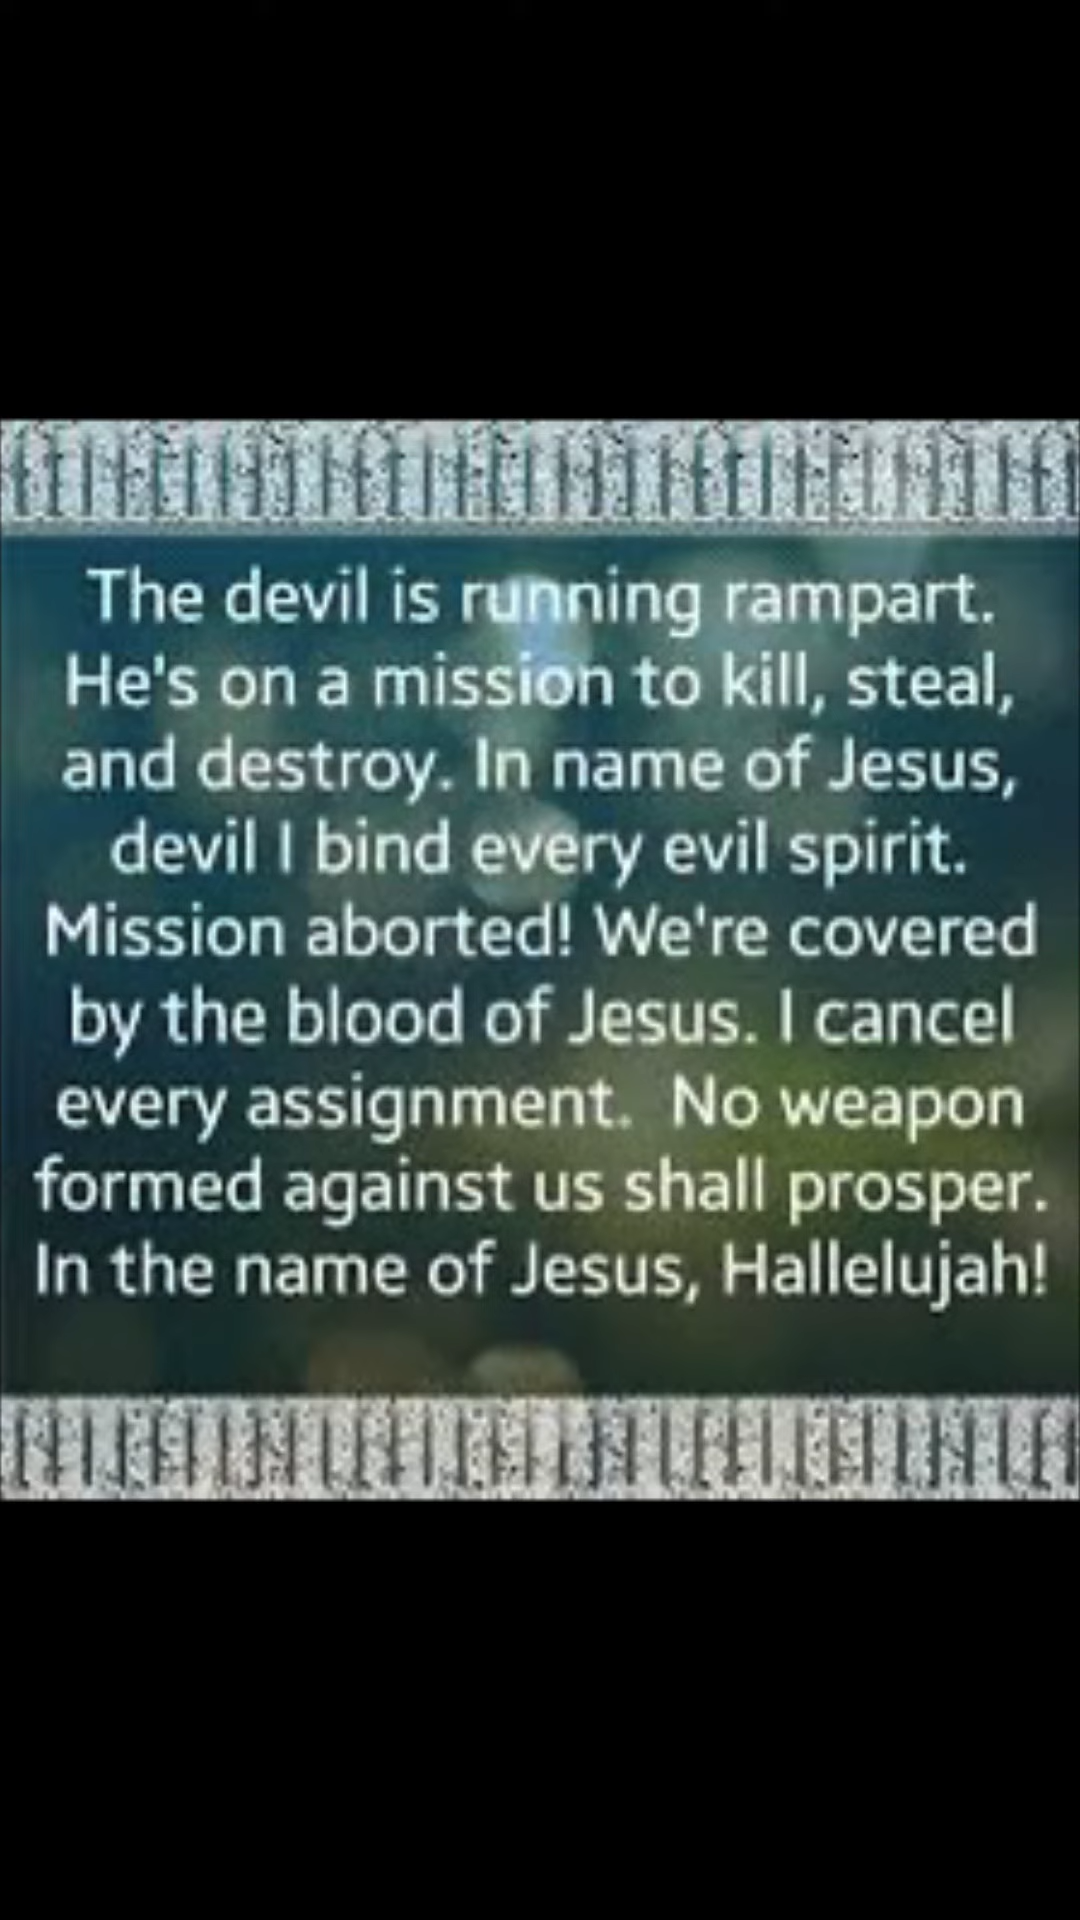 The devil is running rampart.
He's on a mission to kill, steal,
and destroy. In name of Jesus,
devil I bind every evil spirit.
Mission aborted! We're covered
by the blood of Jesus. I cancel
every assignment.  No weapon
formed against us shall prosper.
In the name of Jesus, Hallelujah!